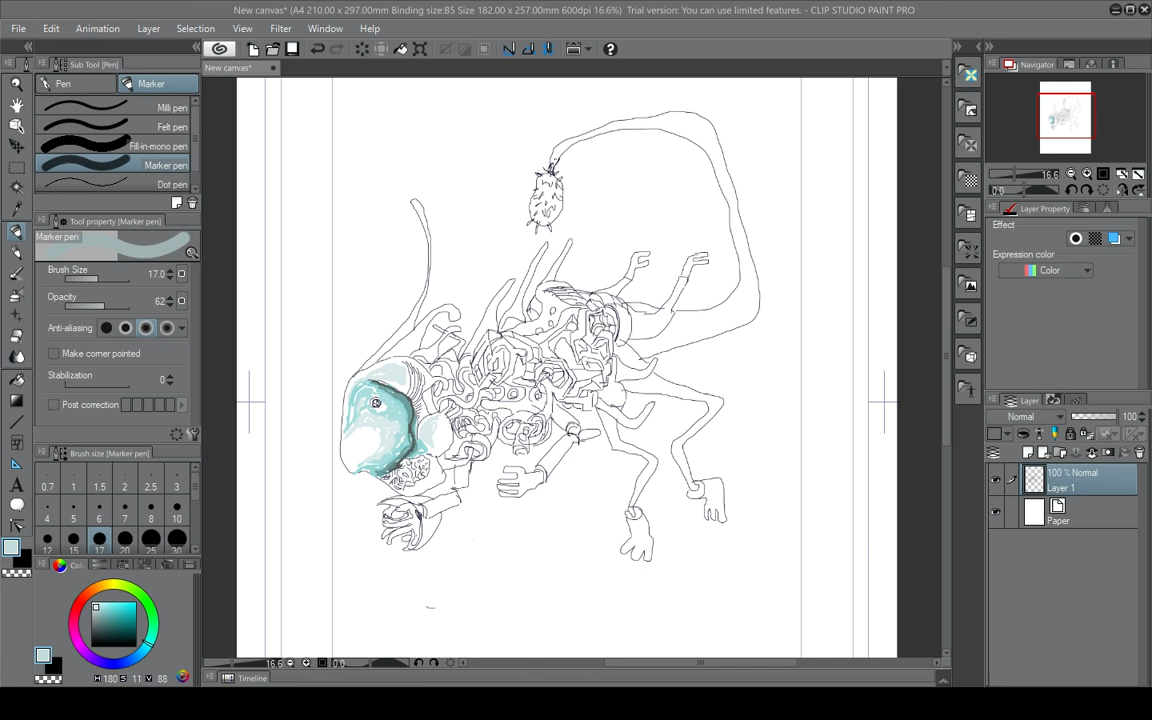 New canvas* (A4 210.00 x 297.00mm Binding size:B5 Size 182.00 x 257.00mm 600dpi 16.6%)  Trial version: You can use limited features. - CLIP STUDIO PAINT PRO
File Edit Animation Layer Selection View Filter Window Help
Sub Tool [Pen]
New canvas*
Navigator
Pen Marker
Milli pen
Felt pen
Fill-in-mono pen
Marker pen
Dot pen
16.6
0.0
Layer Property
Tool property [Marker pen]
Effect
Marker pen
Expression color
Color
Brush Size 17.0
Opacity 62
Anti-aliasing
Make corner pointed
Stabilization 0
Post correction
Layer
Normal 100
Brush size [Marker pen]
0.7 1 1.5 2 2.5 3
100 % Normal
Layer 1
4 5 6 7 8 10
Paper
12 15 17 20 25 30
Col
16.6 0.0
Timeline
H 180 S 11 V 88